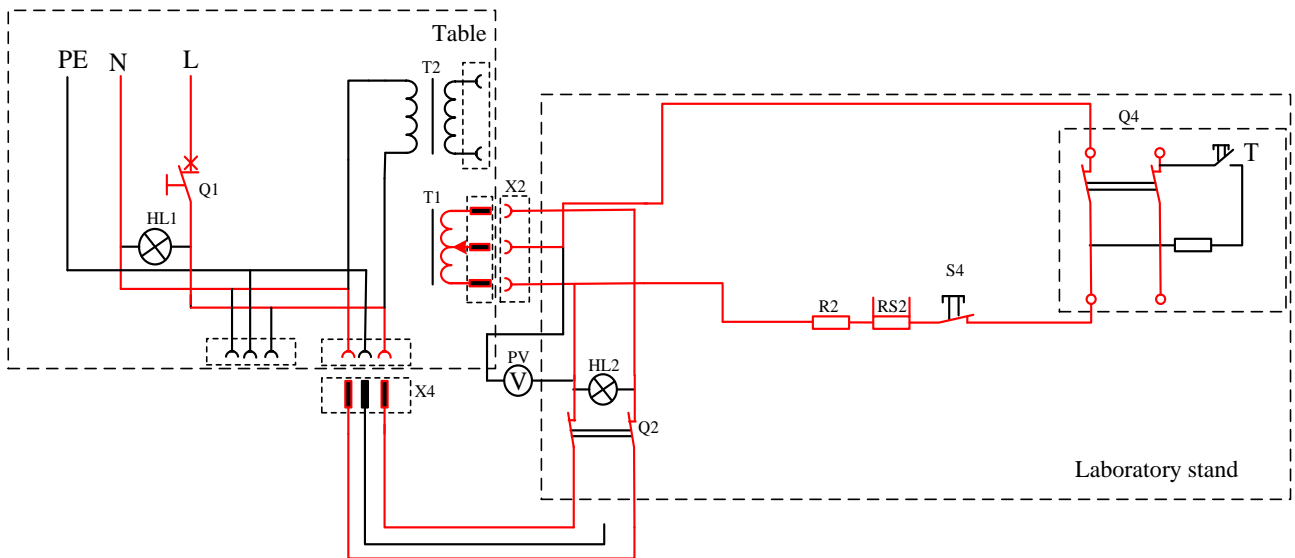 Table
PE
N
L
T2
Q4
T
Q1
HL1
T1
X2
S4
R2
RS2
PV
V
HL2
X4
Q2
Laboratory stand